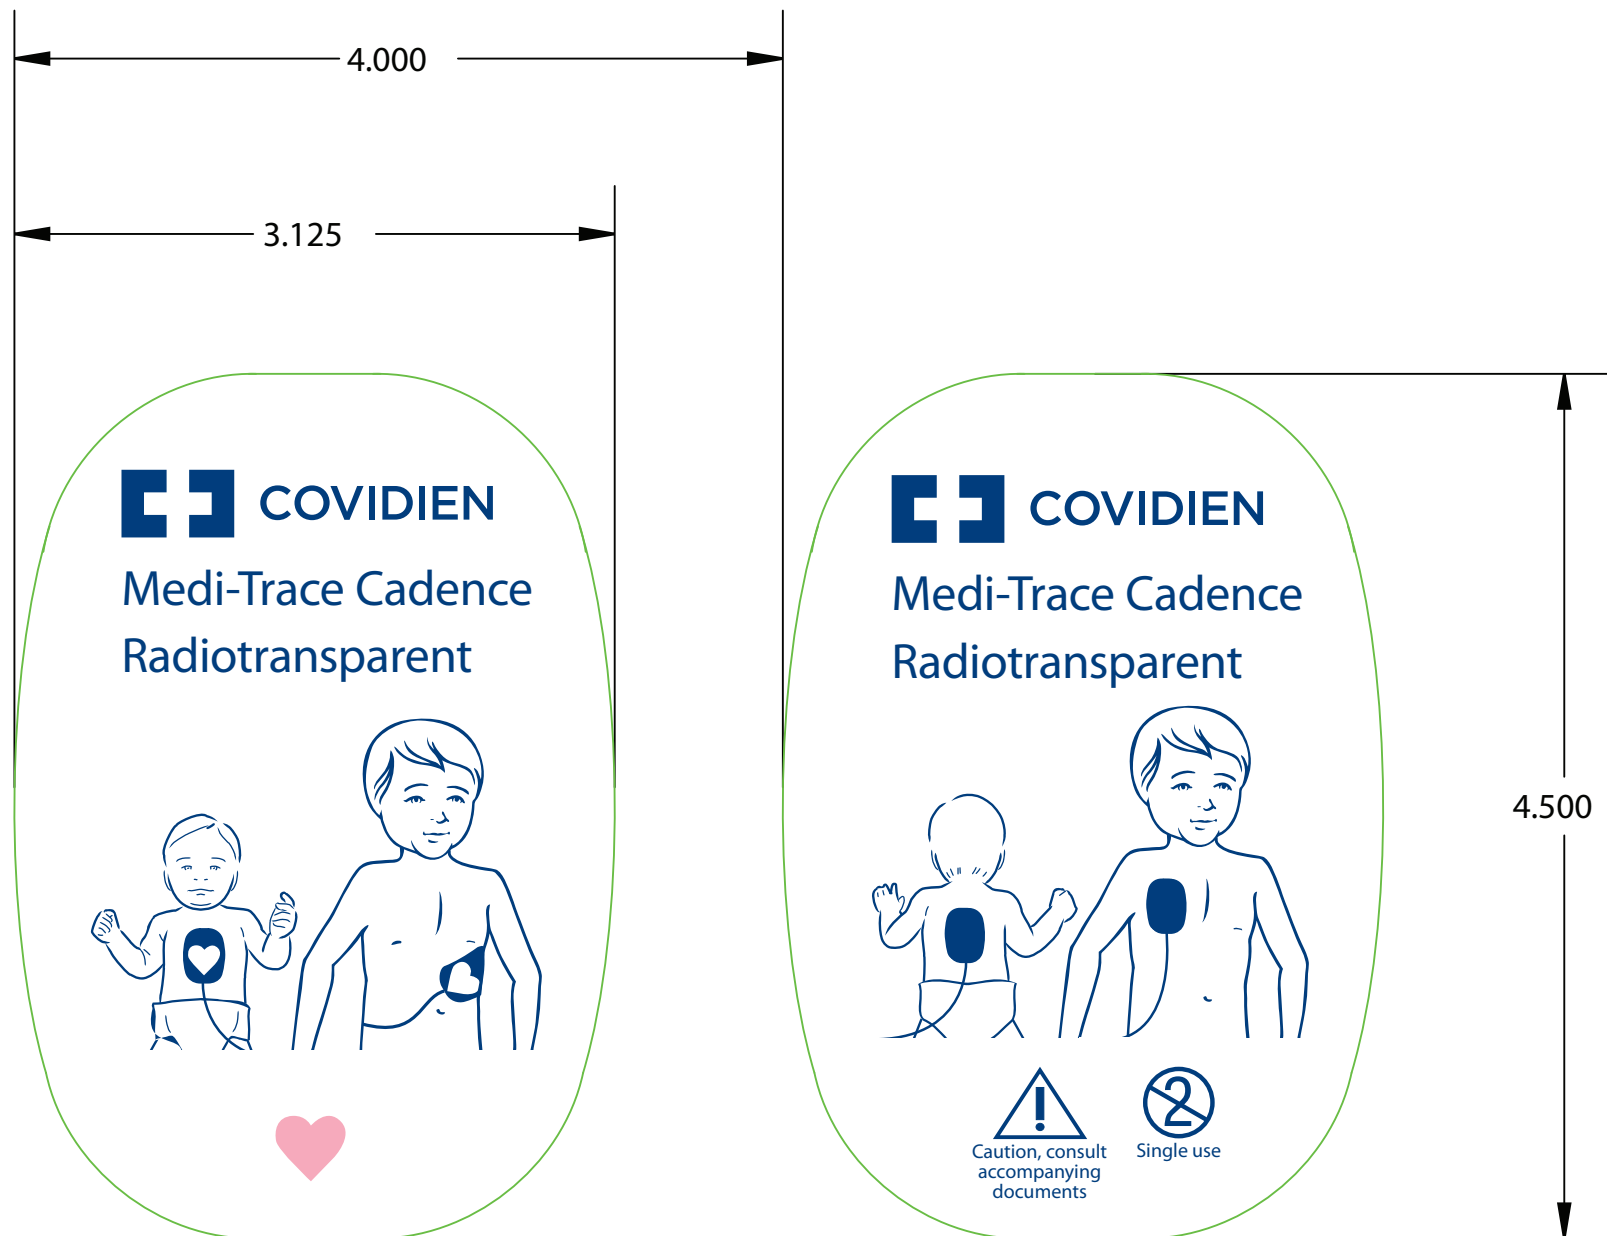 4.000
3.125
COVIDIEN
Medi-Trace Cadence
Radiotransparent
COVIDIEN
Medi-Trace Cadence
Radiotransparent
4.500
2
Caution, consult
accompanying
documents
Single use